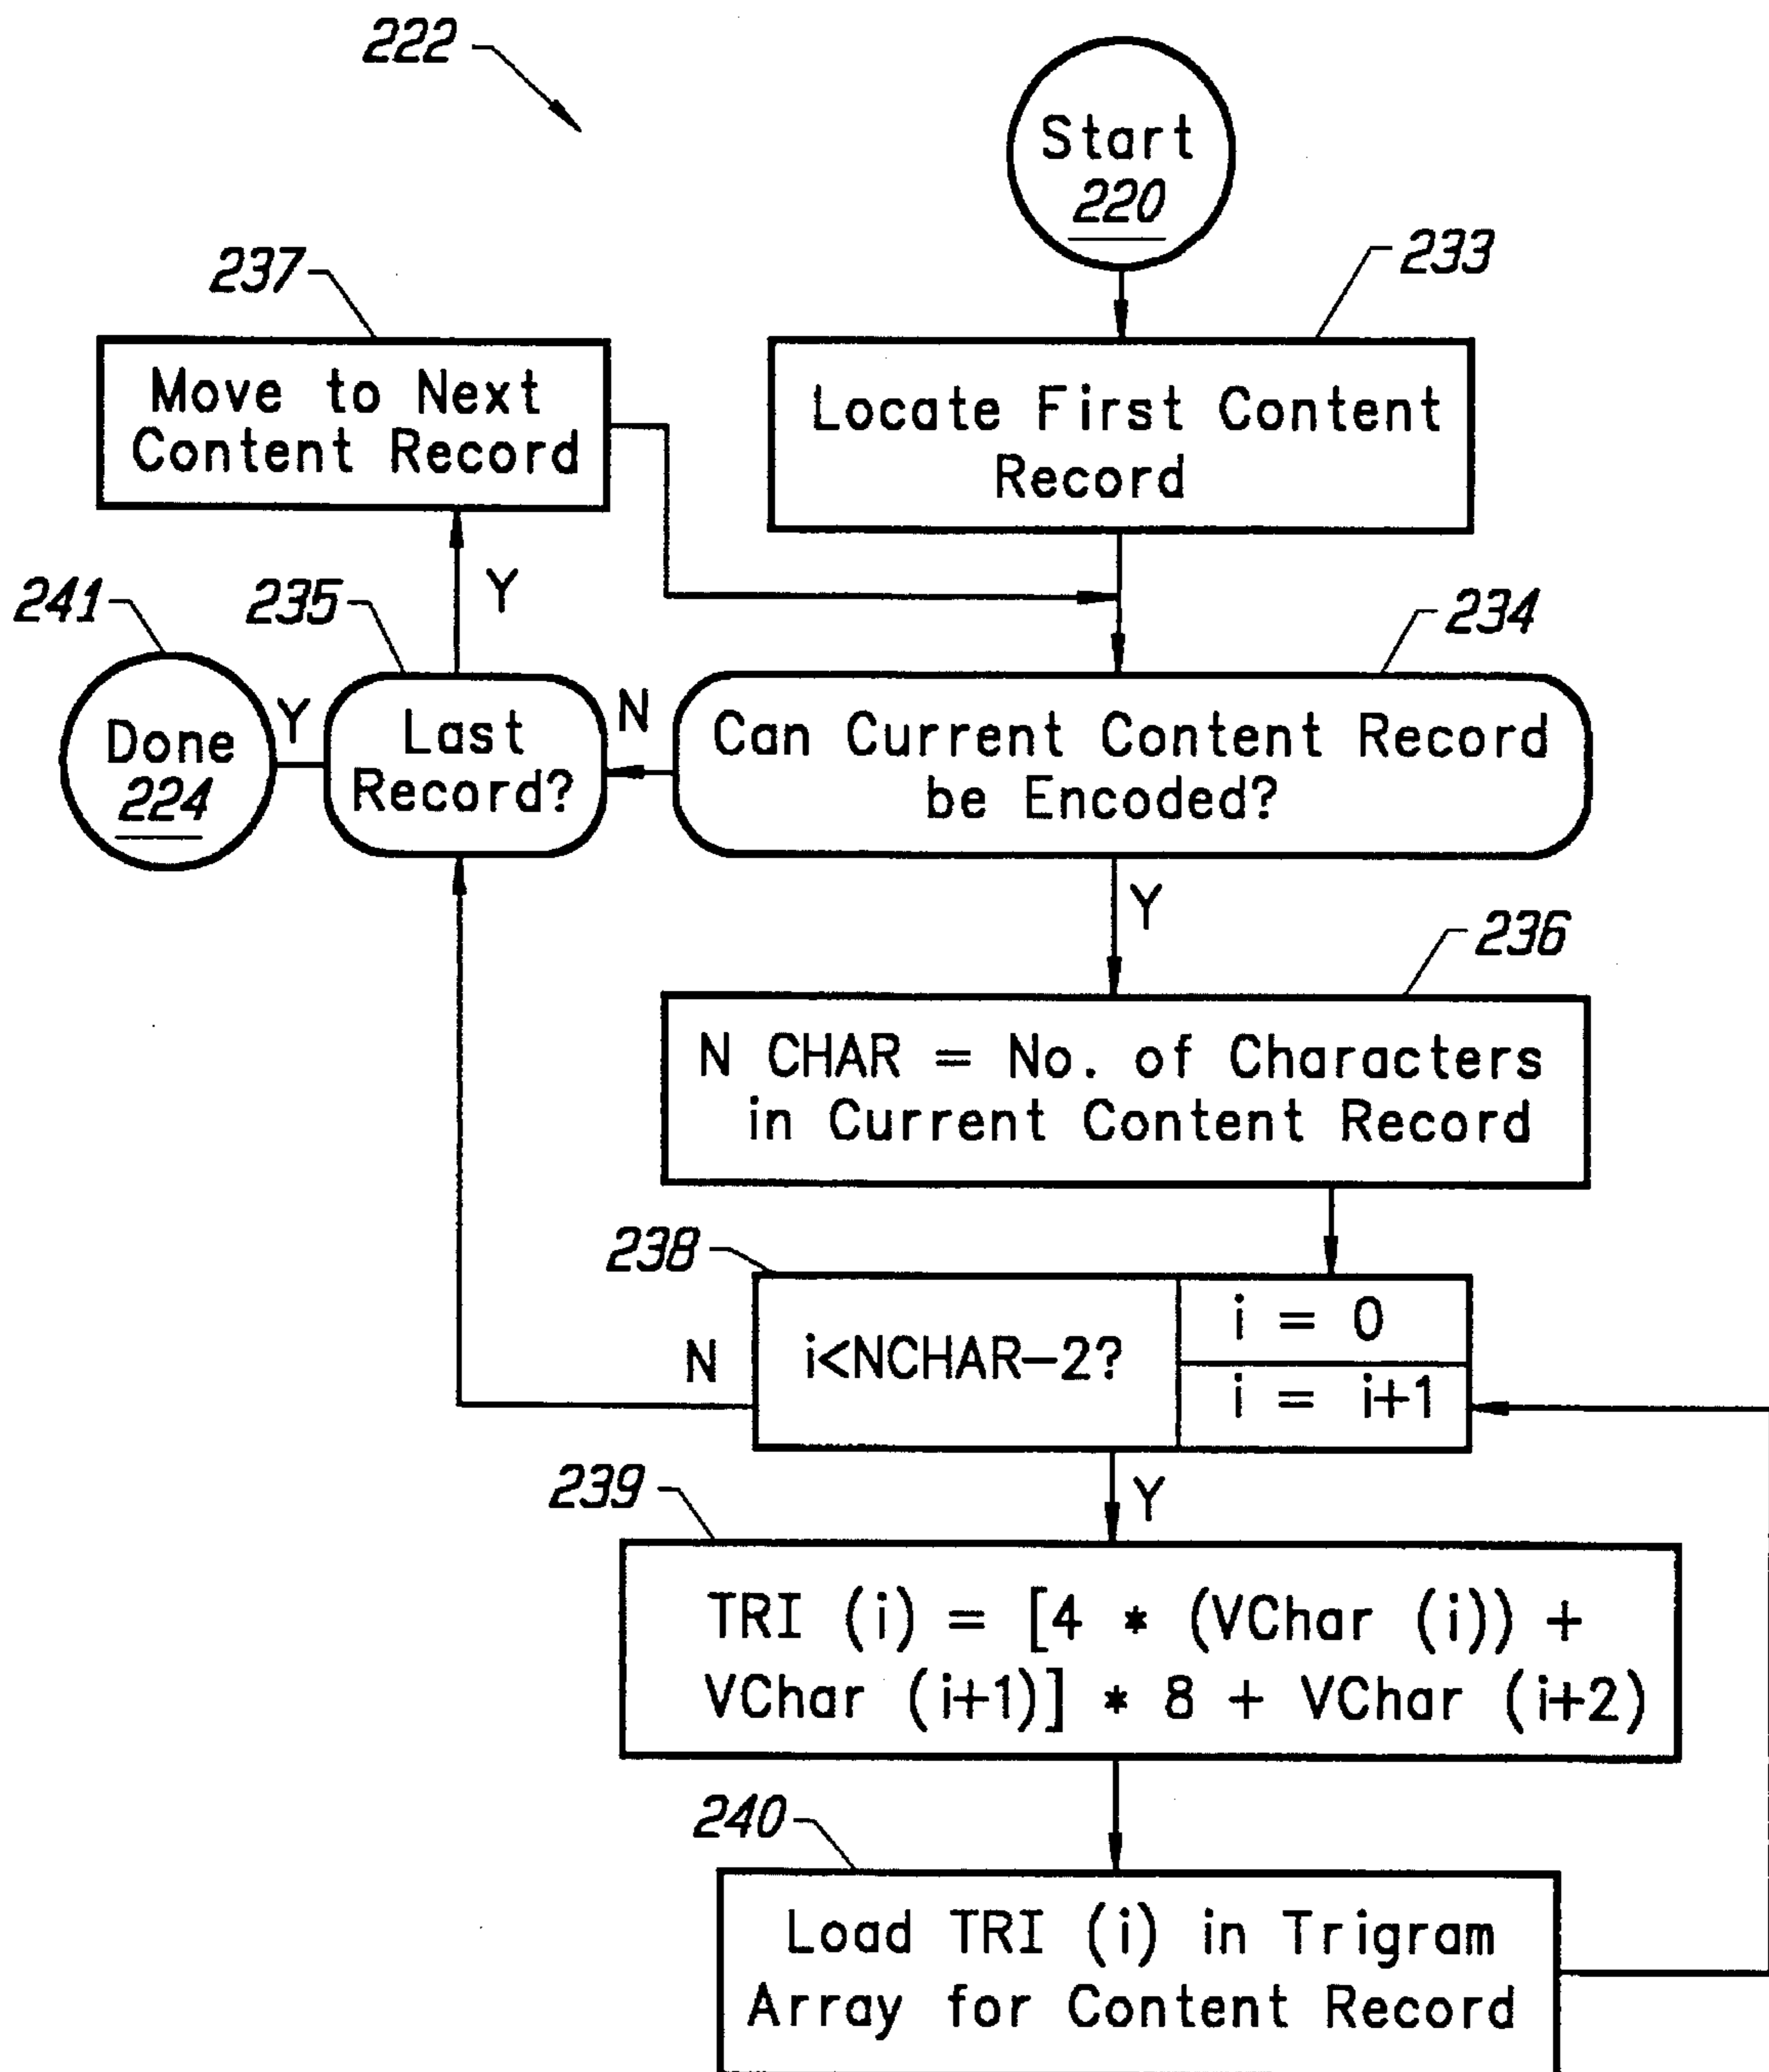 222
Start
220
233
Locate First Content
Record
237
Move to Next
Content Record
Y
241
Done
224
Y
235
Last
Record?
N
234
Can Current Content Record
be Encoded?
Y
236
N CHAR = No. of Characters
in Current Content Record
238
i<NCHAR-2?
i = 0
i = i+1
N
Y
239
TRI (i) = [4 * (VChar (i)) +
VChar (i+1)] * 8 + VChar (i+2)
240
Load TRI (i) in Trigram
Array for Content Record